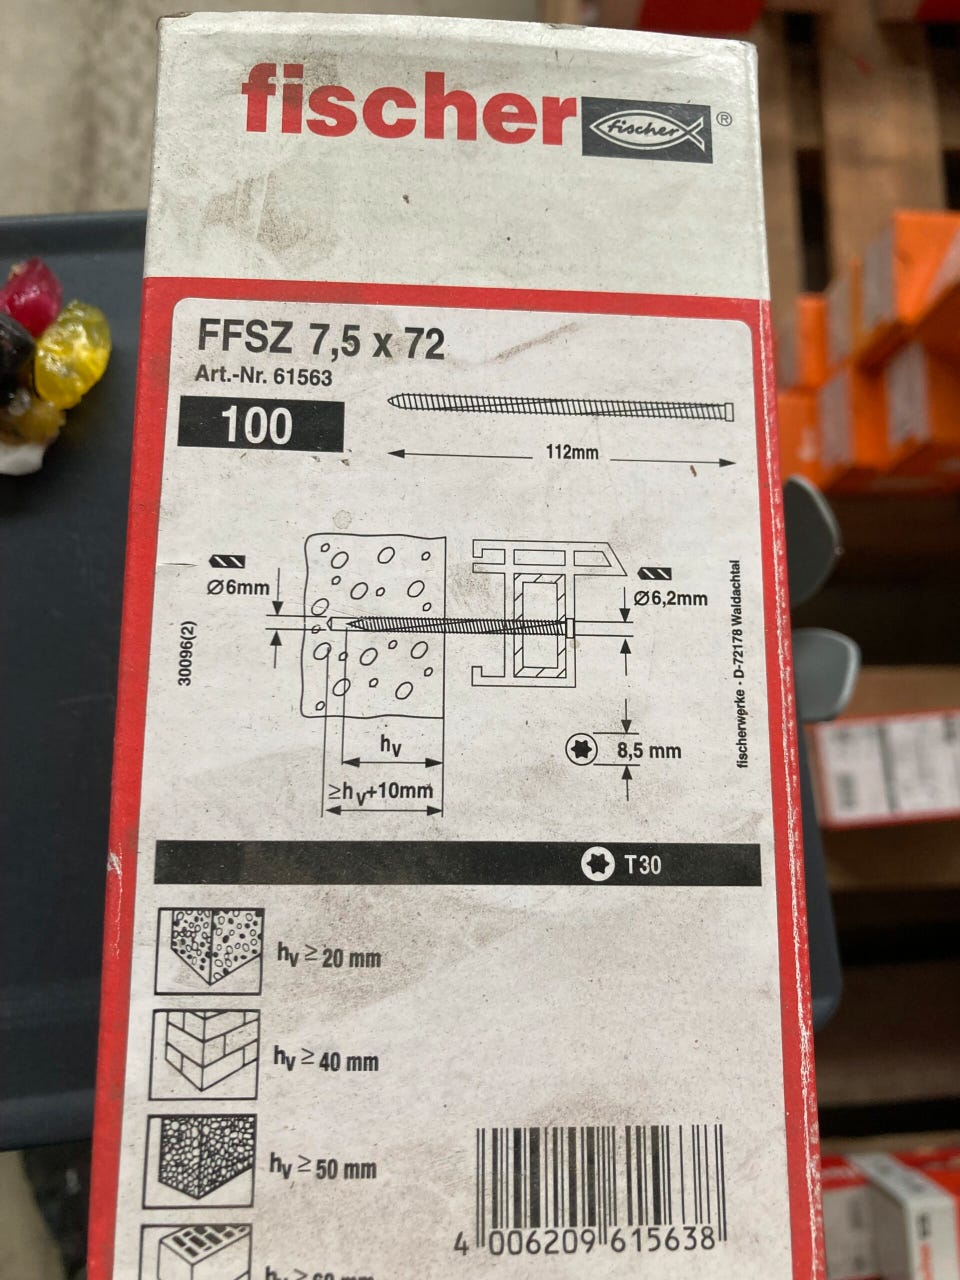 fischer fischer ®
FFSZ 7,5 x 72
Art.-Nr. 61563
100
112mm
Ø6mm
Ø6,2mm
30096(2)
fischerwerke · D-72178 Waldachtal
hv
8,5 mm
≥hv+10mm
T30
hv ≥ 20 mm
hv ≥ 40 mm
hv ≥ 50 mm
4 006209 615638